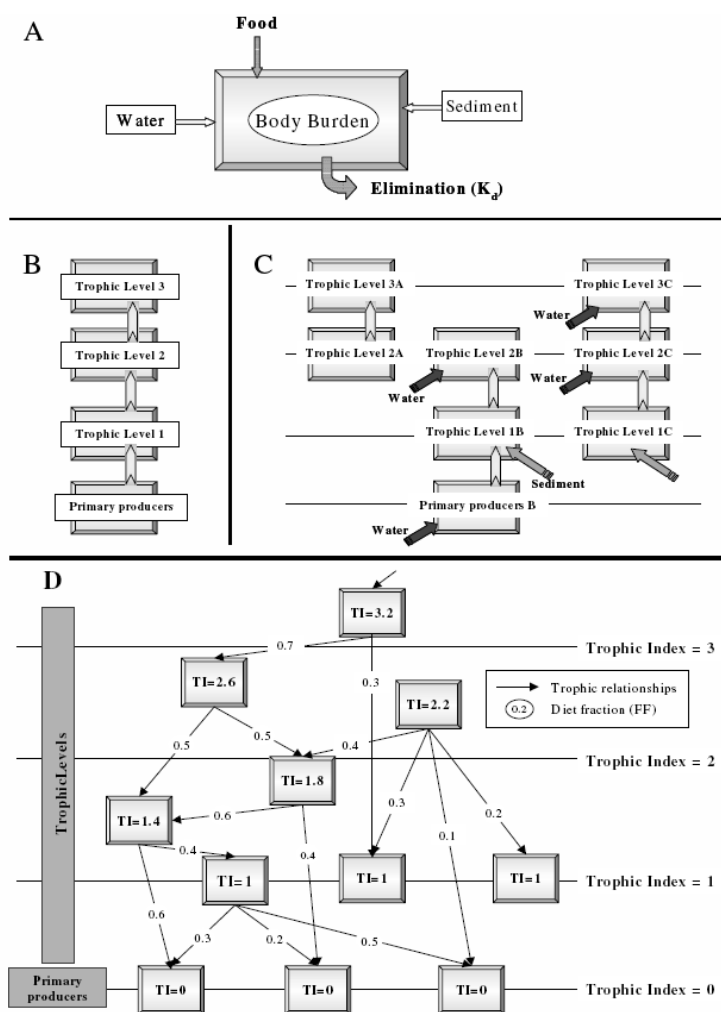 A
Food
Water
Body Burden
Sediment
Elimination (Kd)
B
Trophic Level 3
Trophic Level 2
Trophic Level 1
Primary producers
C
Trophic Level 3A
Trophic Level 3C
Water
Trophic Level 2A
Trophic Level 2B
Trophic Level 2C
Water
Water
Trophic Level 1B
Trophic Level 1C
Sediment
Primary producers B
Water
D
TrophicLevels
Primary
producers
TI=3.2
0.7
Trophic Index = 3
TI=2.6
0.3
TI=2.2
Trophic relationships
0.2 Diet fraction (FF)
0.5
0.5
0.4
Trophic Index = 2
TI=1.8
TI=1.4
0.6
0.3
0.2
0.1
0.4
0.4
TI=1
TI=1
TI=1
Trophic Index = 1
0.6
0.3
0.2
0.5
TI=0
TI=0
TI=0
Trophic Index = 0